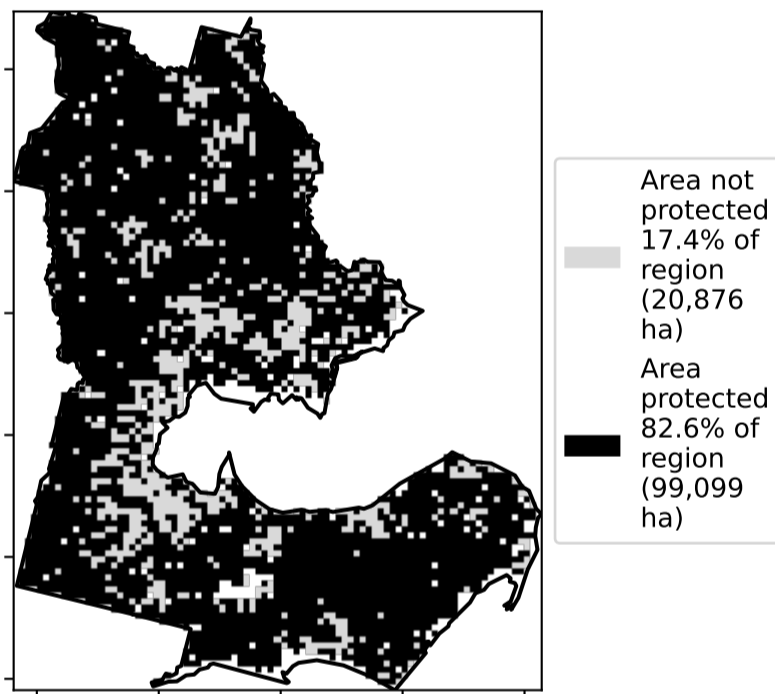 Area not
protected
17.4% of
region
(20,876
ha)
Area
protected
82.6% of
region
(99,099
ha)